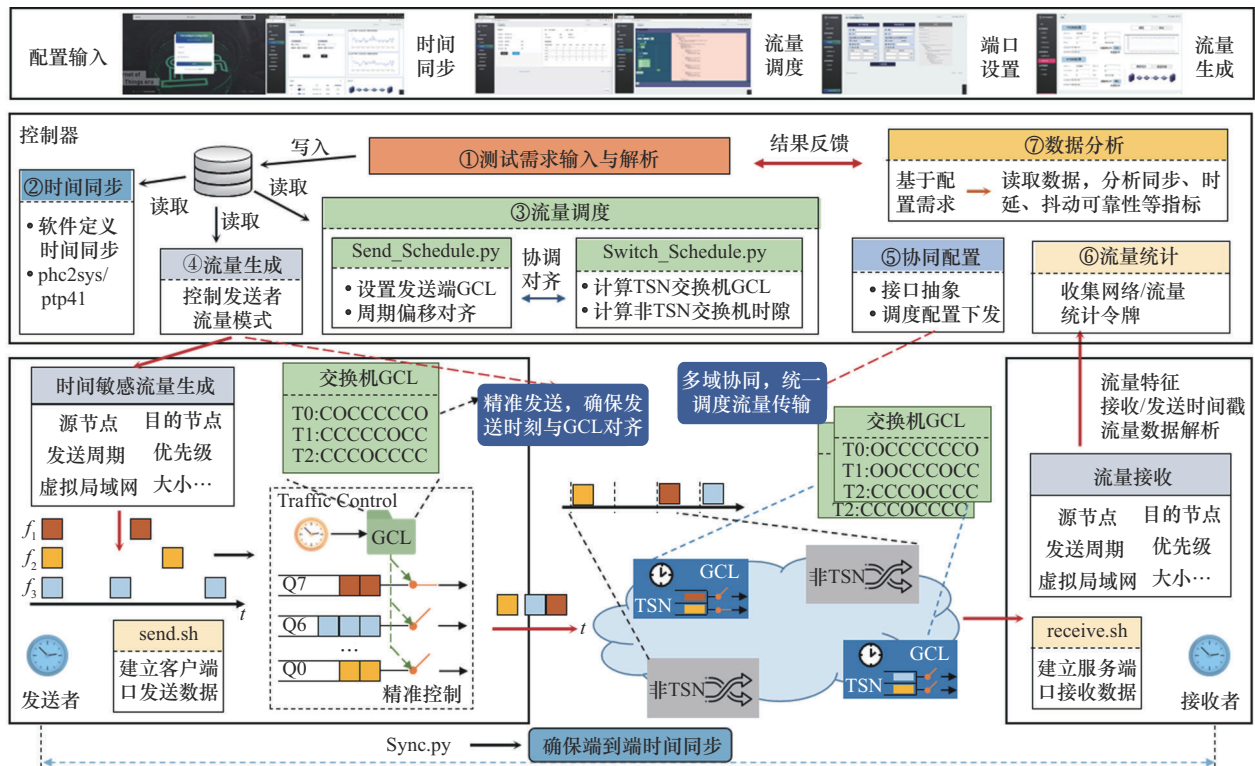 配置输入
时间
同步
流量
调度
端口
设置
流量
生成
控制器
写入
①测试需求输入与解析
结果反馈
⑦数据分析
基于配
置需求
读取数据，分析同步、时
延、抖动可靠性等指标
②时间同步
软件定义
时间同步
phc2sys/
ptp41
读取
读取
读取
③流量调度
Send_Schedule.py
设置发送端GCL
周期偏移对齐
协调
对齐
Switch_Schedule.py
计算TSN交换机GCL
计算非TSN交换机时隙
④流量生成
控制发送者
流量模式
⑤协同配置
接口抽象
调度配置下发
⑥流量统计
收集网络/流量
统计令牌
时间敏感流量生成
源节点 目的节点
发送周期 优先级
虚拟局域网 大小…
交换机GCL
T0:COCCCCCO
T1:CCCCCOCC
T2:CCCOCCCC
精准发送，确保发
送时刻与GCL对齐
多域协同，统一
调度流量传输
交换机GCL
T0:OCCCCCCO
T1:OOCCCOCC
T2:CCCOCCCC
T2:CCCOCCCC
流量特征
接收/发送时间戳
流量数据解析
流量接收
源节点 目的节点
发送周期 优先级
虚拟局域网 大小…
f1
f2
f3
t
Traffic Control
GCL
Q7
Q6
…
Q0
精准控制
t
GCL
TSN
非TSN
非TSN
GCL
TSN
send.sh
建立客户端
口发送数据
发送者
receive.sh
建立服务端
口接收数据
接收者
Sync.py
确保端到端时间同步